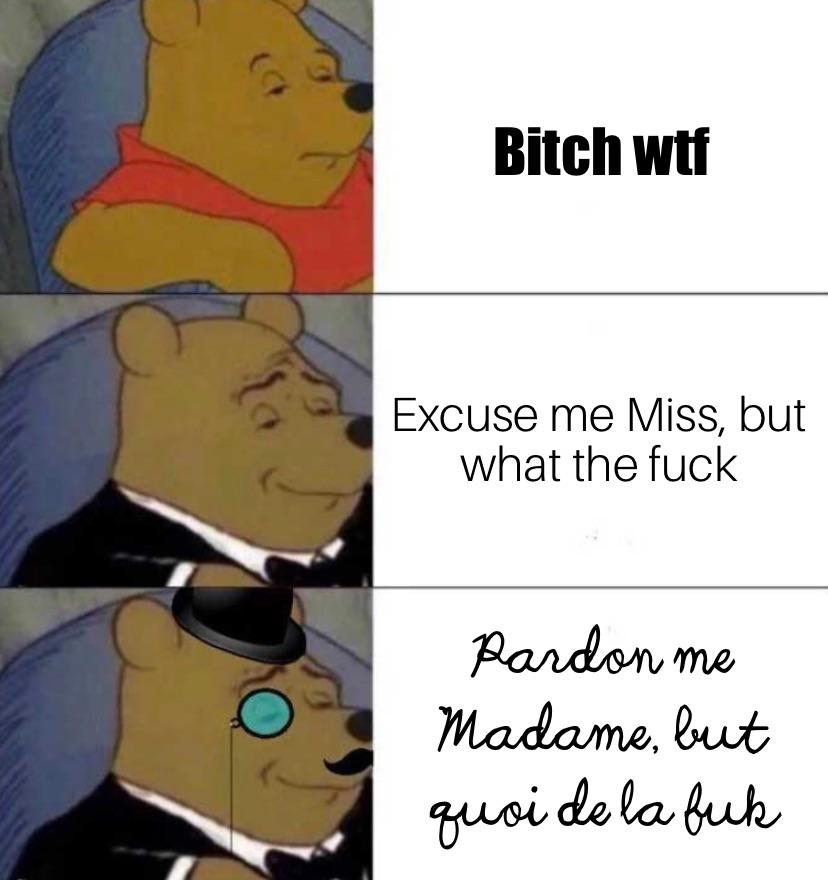 Bitch wtf
Excuse me Miss, but
what the fuck
Pardon me
Madame, but
quoi de la fuk